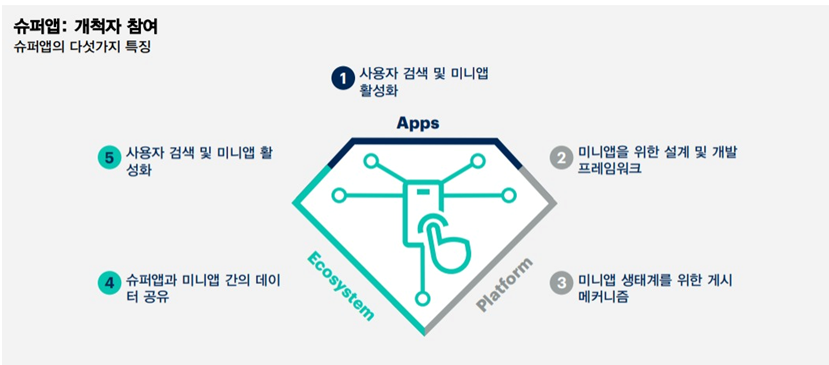 슈퍼앱: 개척자 참여
슈퍼앱의 다섯가지 특징
1 사용자 검색 및 미니앱
활성화
Apps
5 사용자 검색 및 미니앱 활
성화
2 미니앱을 위한 설계 및 개발
프레임워크
Ecosystem
Platform
4 슈퍼앱과 미니앱 간의 데이
터 공유
3 미니앱 생태계를 위한 게시
메커니즘